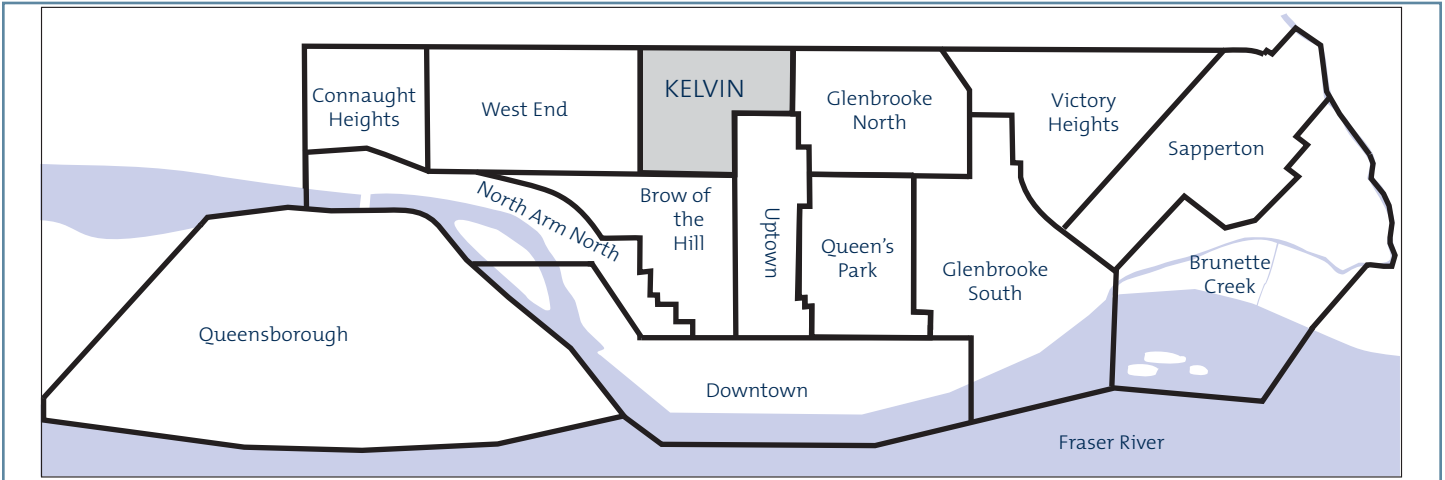 Connaught
Heights
West End
KELVIN
Glenbrooke
North
Victory
Heights
Sapperton
North Arm North
Brow of
the
Hill
Uptown
Queen's
Park
Glenbrooke
South
Brunette
Creek
Queensborough
Downtown
Fraser River